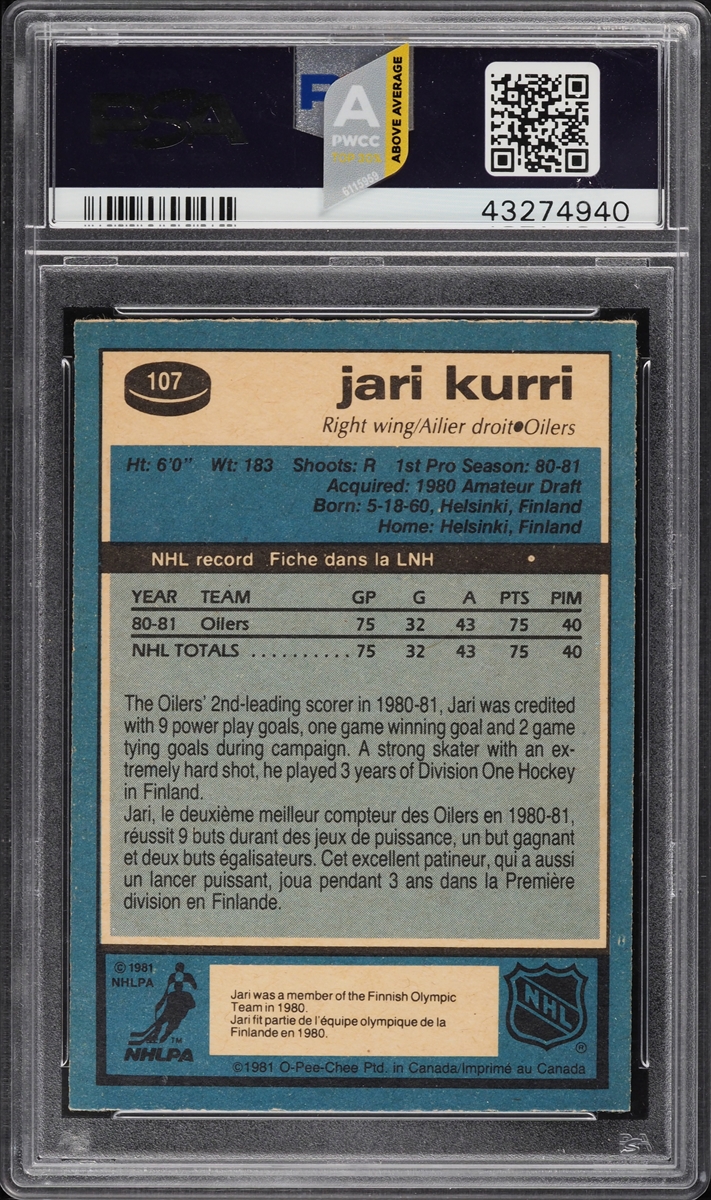 PSA
P
A
PWCC
TOP 30%
6115959
ABOVE AVERAGE
43274940
107
jari kurri
Right wing/Ailier droit●Oilers
Ht: 6'0" Wt: 183 Shoots: R 1st Pro Season: 80-81
Acquired: 1980 Amateur Draft
Born: 5-18-60, Helsinki, Finland
Home: Helsinki, Finland
NHL record Fiche dans la LNH
YEAR TEAM GP G A PTS PIM
80-81 Oilers 75 32 43 75 40
NHL TOTALS .......... 75 32 43 75 40
The Oilers' 2nd-leading scorer in 1980-81, Jari was credited
with 9 power play goals, one game winning goal and 2 game
tying goals during campaign. A strong skater with an ex-
tremely hard shot, he played 3 years of Division One Hockey
in Finland.
Jari, le deuxième meilleur compteur des Oilers en 1980-81,
réussit 9 buts durant des jeux de puissance, un but gagnant
et deux buts égalisateurs. Cet excellent patineur, qui a aussi
un lancer puissant, joua pendant 3 ans dans la Première
division en Finlande.
© 1981
NHLPA
TM
NHLPA
Jari was a member of the Finnish Olympic
Team in 1980.
Jari fit partie de l'équipe olympique de la
Finlande en 1980.
NHL
®
©1981 O-Pee-Chee Ptd. in Canada/Imprimé au Canada
PSA